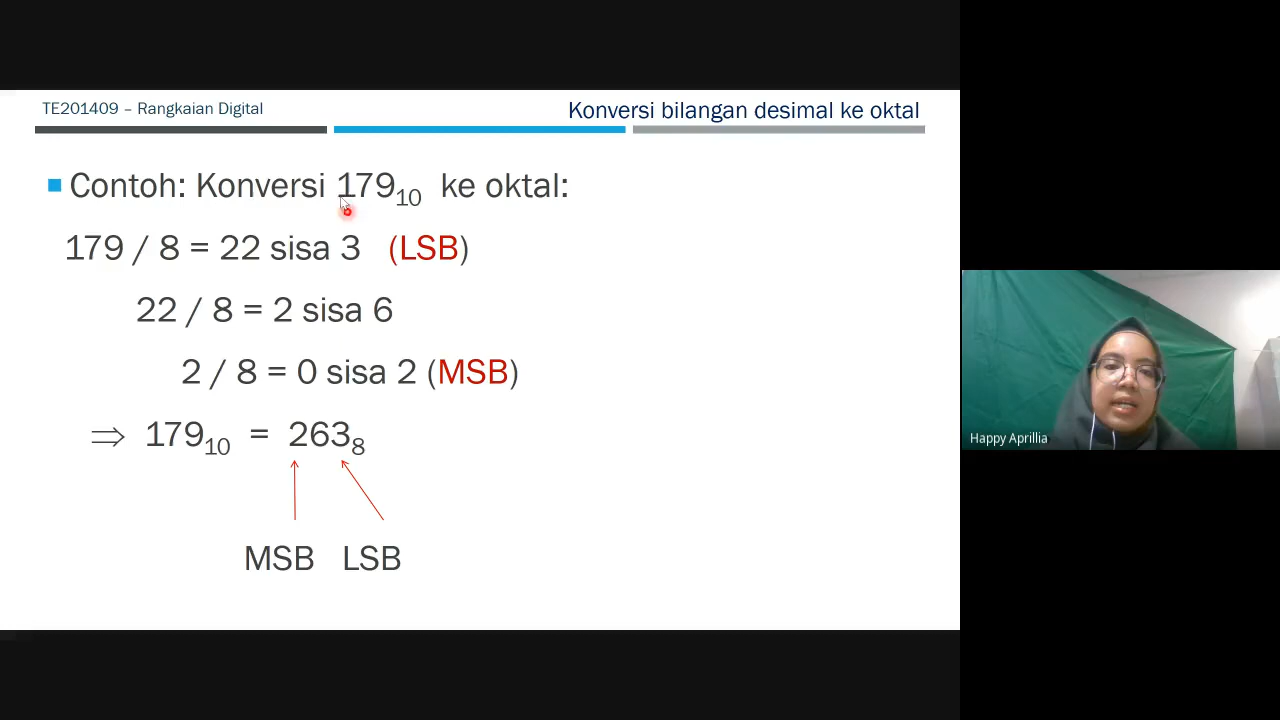 TE201409 – Rangkaian Digital
Konversi bilangan desimal ke oktal
Contoh: Konversi 179₁₀ ke oktal:
179 / 8 = 22 sisa 3 (LSB)
22 / 8 = 2 sisa 6
2 / 8 = 0 sisa 2 (MSB)
⇒ 179₁₀ = 263₈
MSB LSB
Happy Aprillia